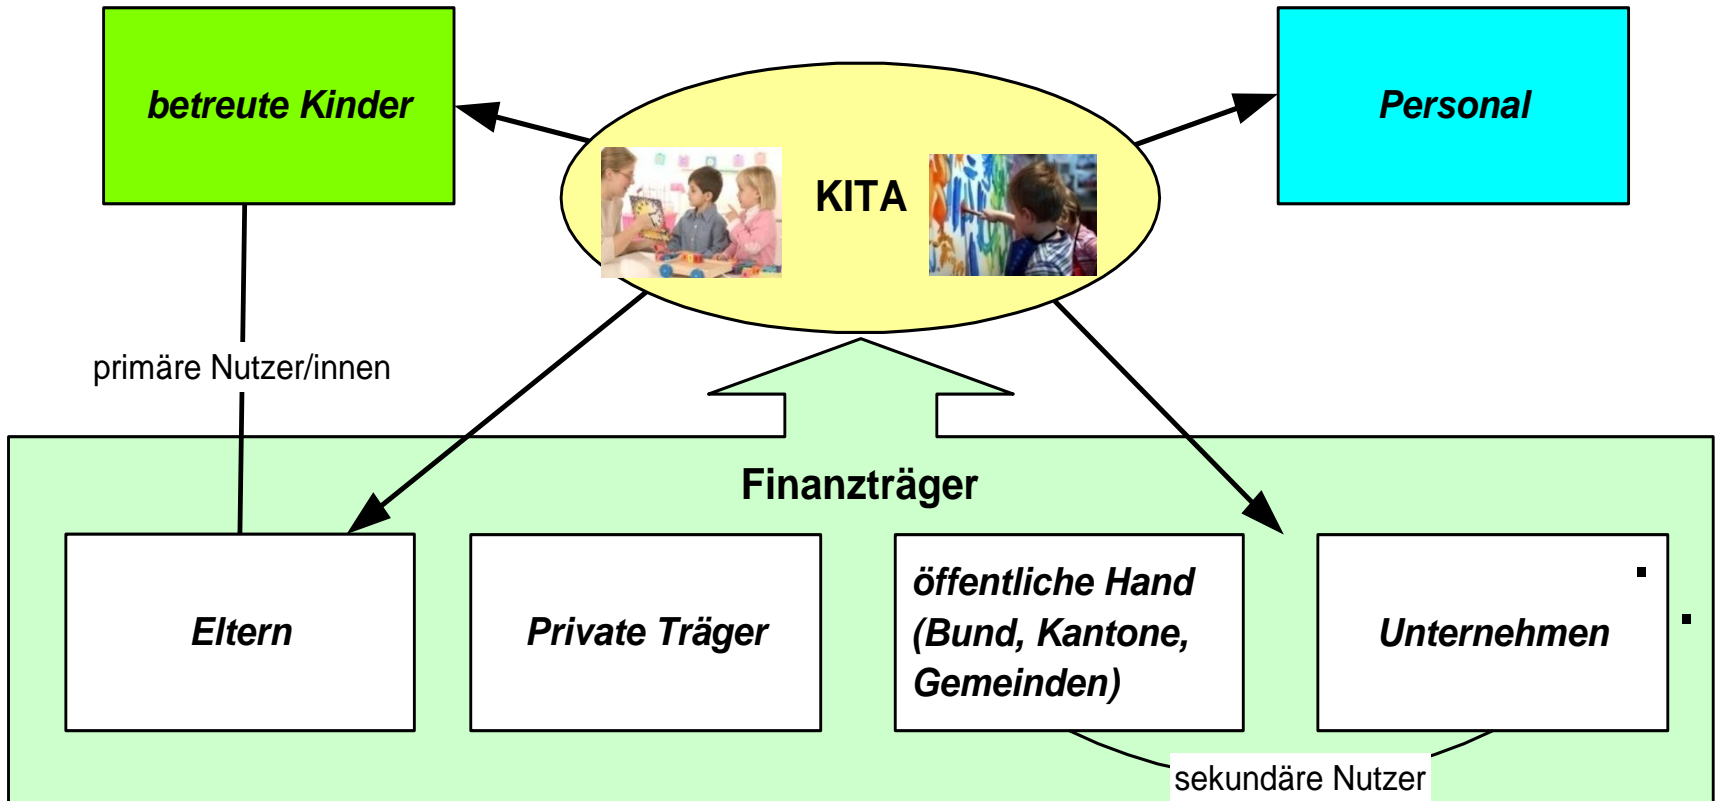 betreute Kinder
KITA
Personal
primäre Nutzer/innen
Finanzträger
Eltern
Private Träger
öffentliche Hand
(Bund, Kantone,
Gemeinden)
Unternehmen
sekundäre Nutzer